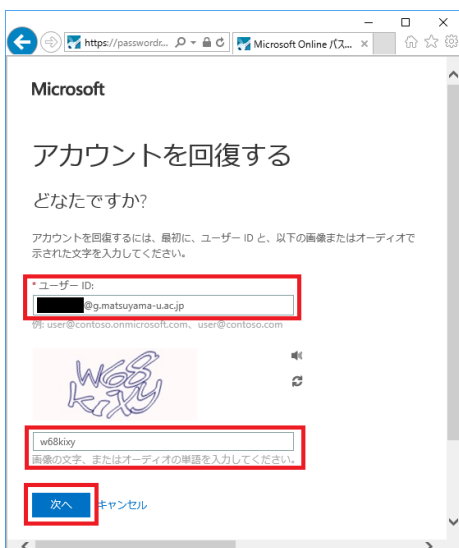 https://passwordr...
Microsoft Online パス...
Microsoft
アカウントを回復する
どなたですか?
アカウントを回復するには、最初に、ユーザー ID と、以下の画像またはオーディオで
示された文字を入力してください。
* ユーザー ID:
@g.matsuyama-u.ac.jp
例: user@contoso.onmicrosoft.com、user@contoso.com
W68
kixy
w68kixy
画像の文字、またはオーディオの単語を入力してください。
次へ キャンセル